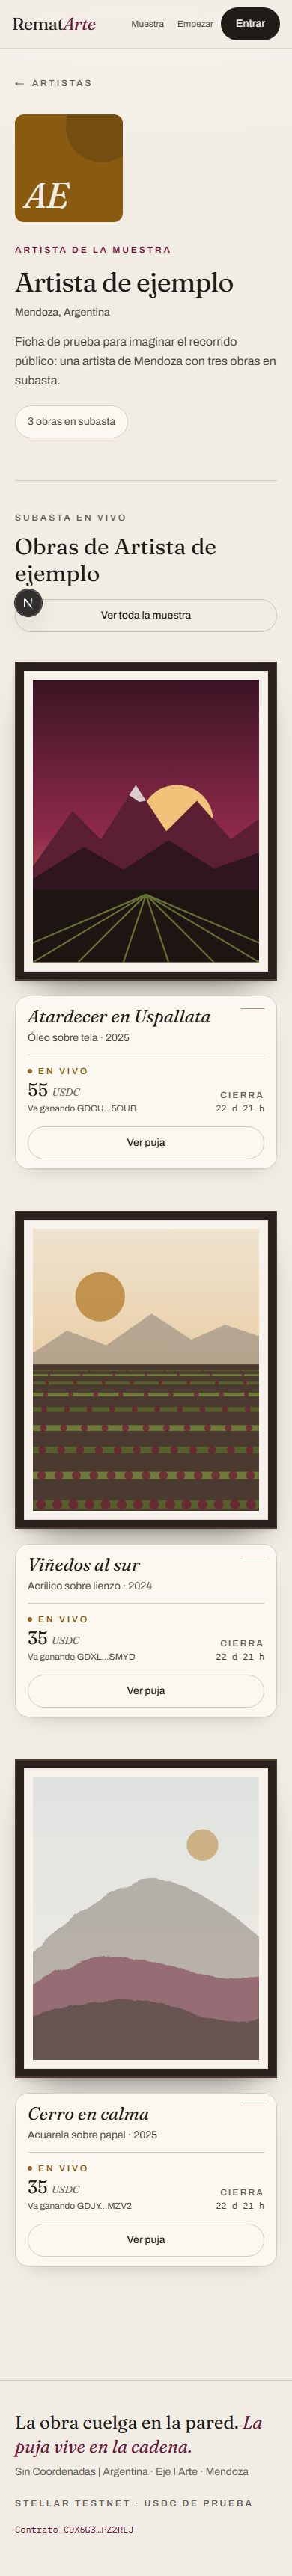 RematArte
Muestra Empezar Entrar
← ARTISTAS
AE
ARTISTA DE LA MUESTRA
Artista de ejemplo
Mendoza, Argentina
Ficha de prueba para imaginar el recorrido
público: una artista de Mendoza con tres obras en
subasta.
3 obras en subasta
SUBASTA EN VIVO
Obras de Artista de
ejemplo
N
Ver toda la muestra
Atardecer en Uspallata
Óleo sobre tela · 2025
EN VIVO
55 USDC
CIERRA
Va ganando GDCU…5OUB
22 d 21 h
Ver puja
Viñedos al sur
Acrílico sobre lienzo · 2024
EN VIVO
35 USDC
CIERRA
Va ganando GDXL…SMYD
22 d 21 h
Ver puja
Cerro en calma
Acuarela sobre papel · 2025
EN VIVO
35 USDC
CIERRA
Va ganando GDJY…MZV2
22 d 21 h
Ver puja
La obra cuelga en la pared. La
puja vive en la cadena.
Sin Coordenadas | Argentina · Eje I Arte · Mendoza
STELLAR TESTNET · USDC DE PRUEBA
Contrato CDX6G3…PZ2RLJ